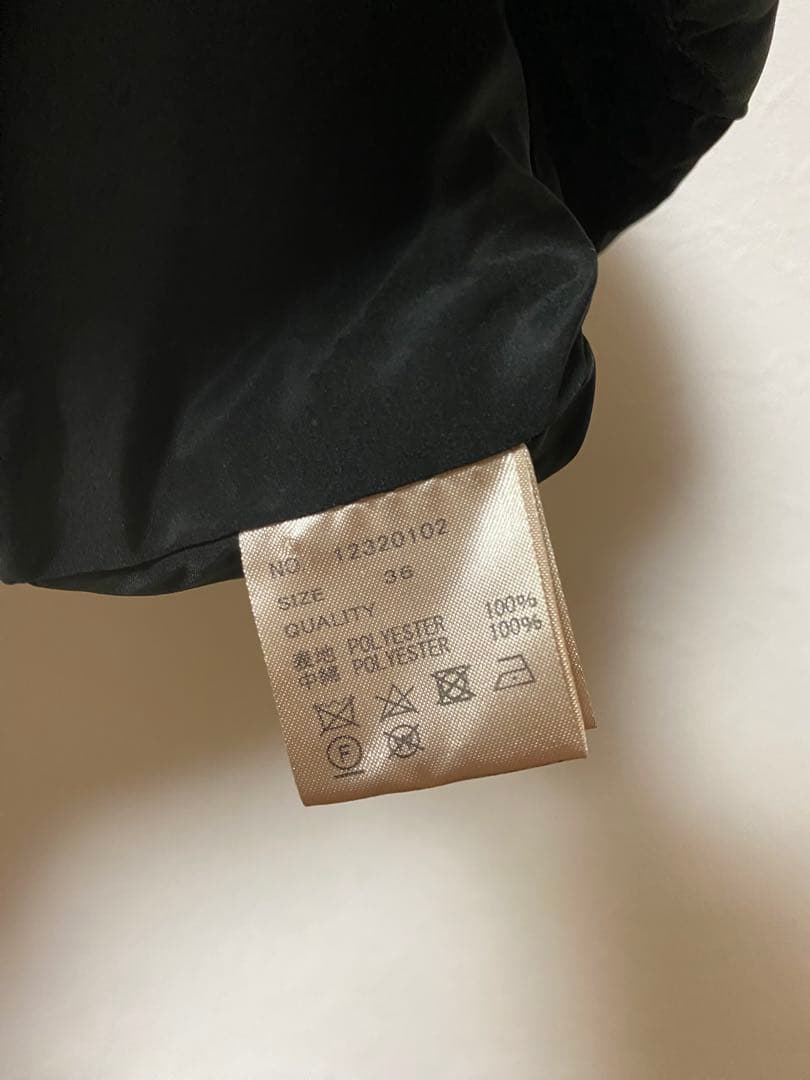 NO. 12320102
SIZE 36
QUALITY
表地 POLYESTER 100%
中綿 POLYESTER 100%
F